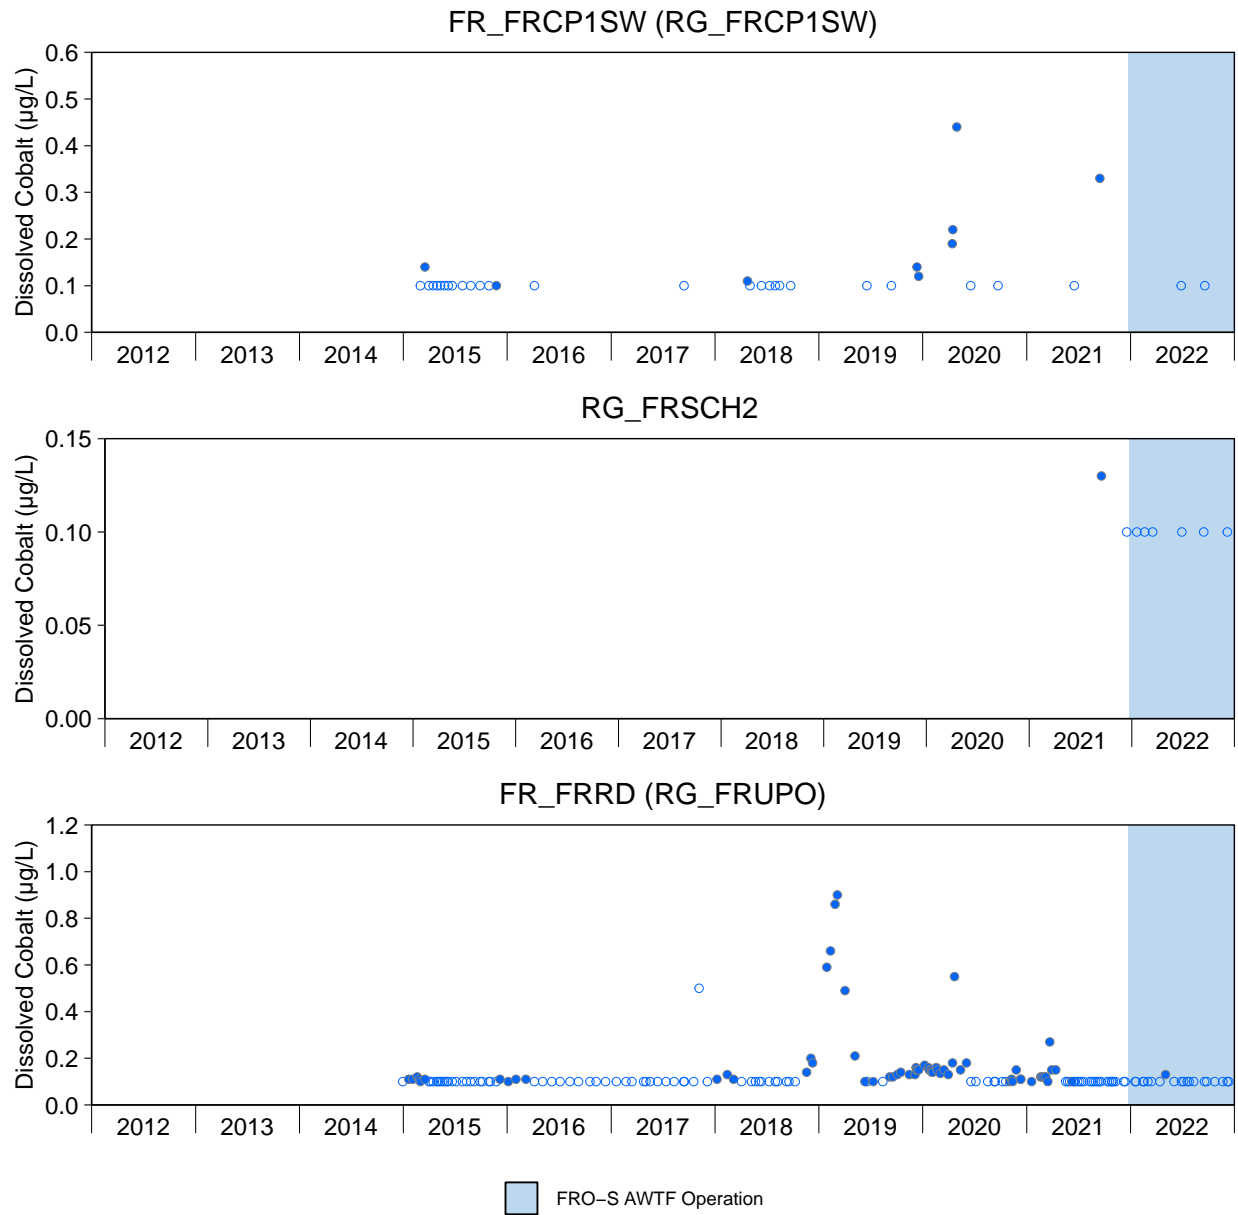 FR_FRCP1SW (RG_FRCP1SW)
Dissolved Cobalt (µg/L)
0.6
0.5
0.4
0.3
0.2
0.1
0.0
2012 2013 2014 2015 2016 2017 2018 2019 2020 2021 2022
RG_FRSCH2
Dissolved Cobalt (µg/L)
0.15
0.10
0.05
0.00
2012 2013 2014 2015 2016 2017 2018 2019 2020 2021 2022
FR_FRRD (RG_FRUPO)
Dissolved Cobalt (µg/L)
1.2
1.0
0.8
0.6
0.4
0.2
0.0
2012 2013 2014 2015 2016 2017 2018 2019 2020 2021 2022
FRO−S AWTF Operation